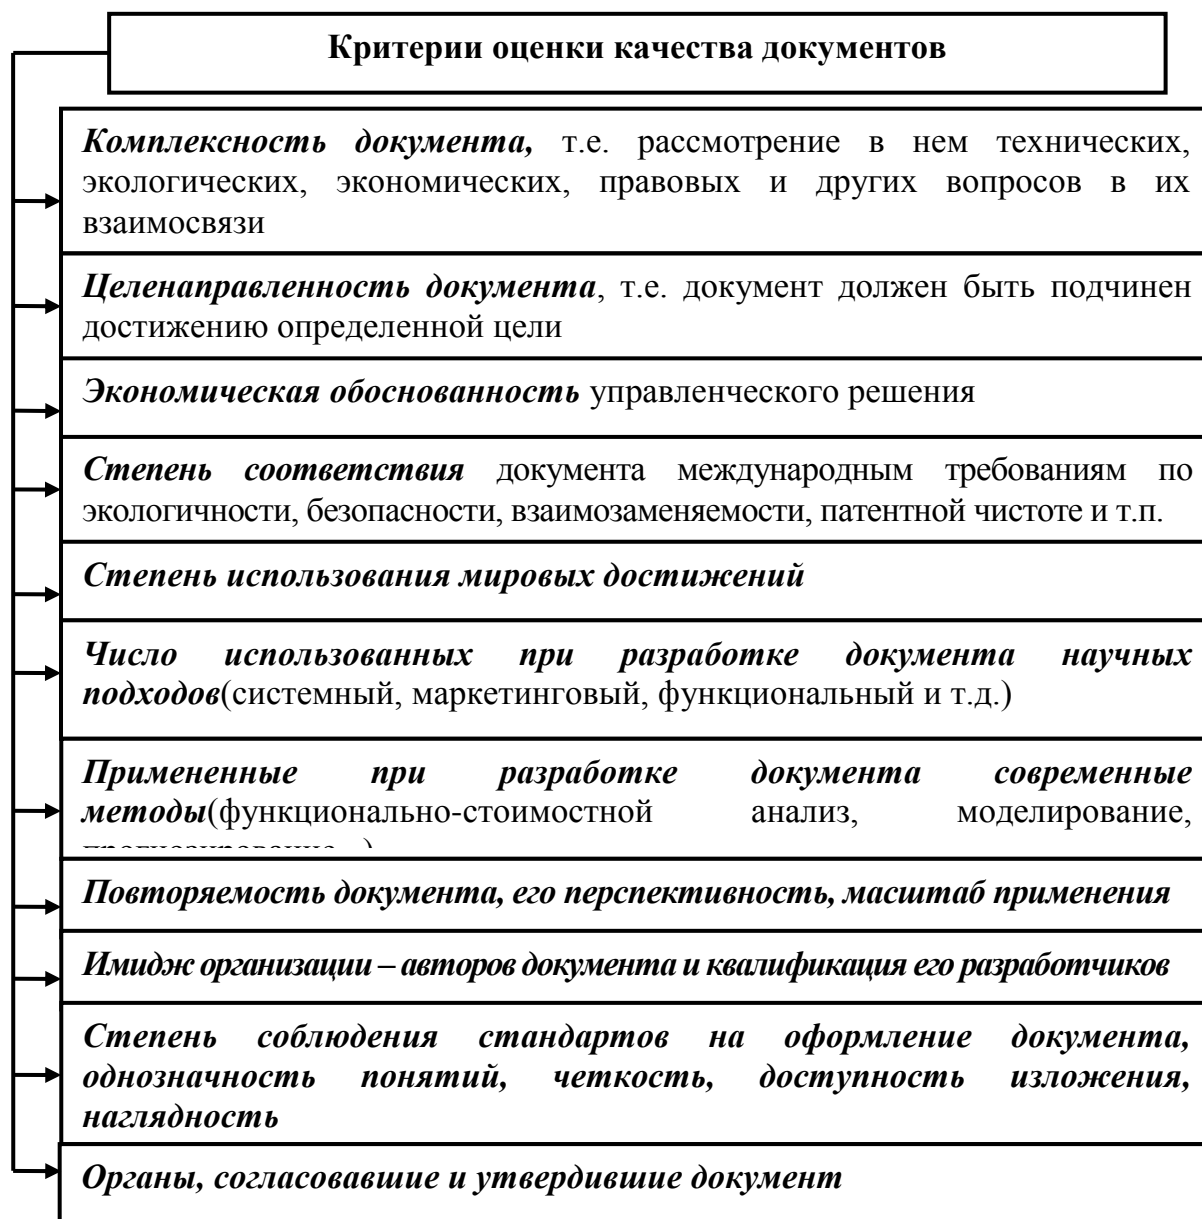 Критерии оценки качества документов
Комплексность документа, т.е. рассмотрение в нем технических,
экологических, экономических, правовых и других вопросов в их
взаимосвязи
Целенаправленность документа, т.е. документ должен быть подчинен
достижению определенной цели
Экономическая обоснованность управленческого решения
Степень соответствия документа международным требованиям по
экологичности, безопасности, взаимозаменяемости, патентной чистоте и т.п.
Степень использования мировых достижений
Число использованных при разработке документа научных
подходов(системный, маркетинговый, функциональный и т.д.)
Примененные при разработке документа современные
методы(функционально-стоимостной анализ, моделирование,
Повторяемость документа, его перспективность, масштаб применения
Имидж организации – авторов документа и квалификация его разработчиков
Степень соблюдения стандартов на оформление документа,
однозначность понятий, четкость, доступность изложения,
наглядность
Органы, согласовавшие и утвердившие документ